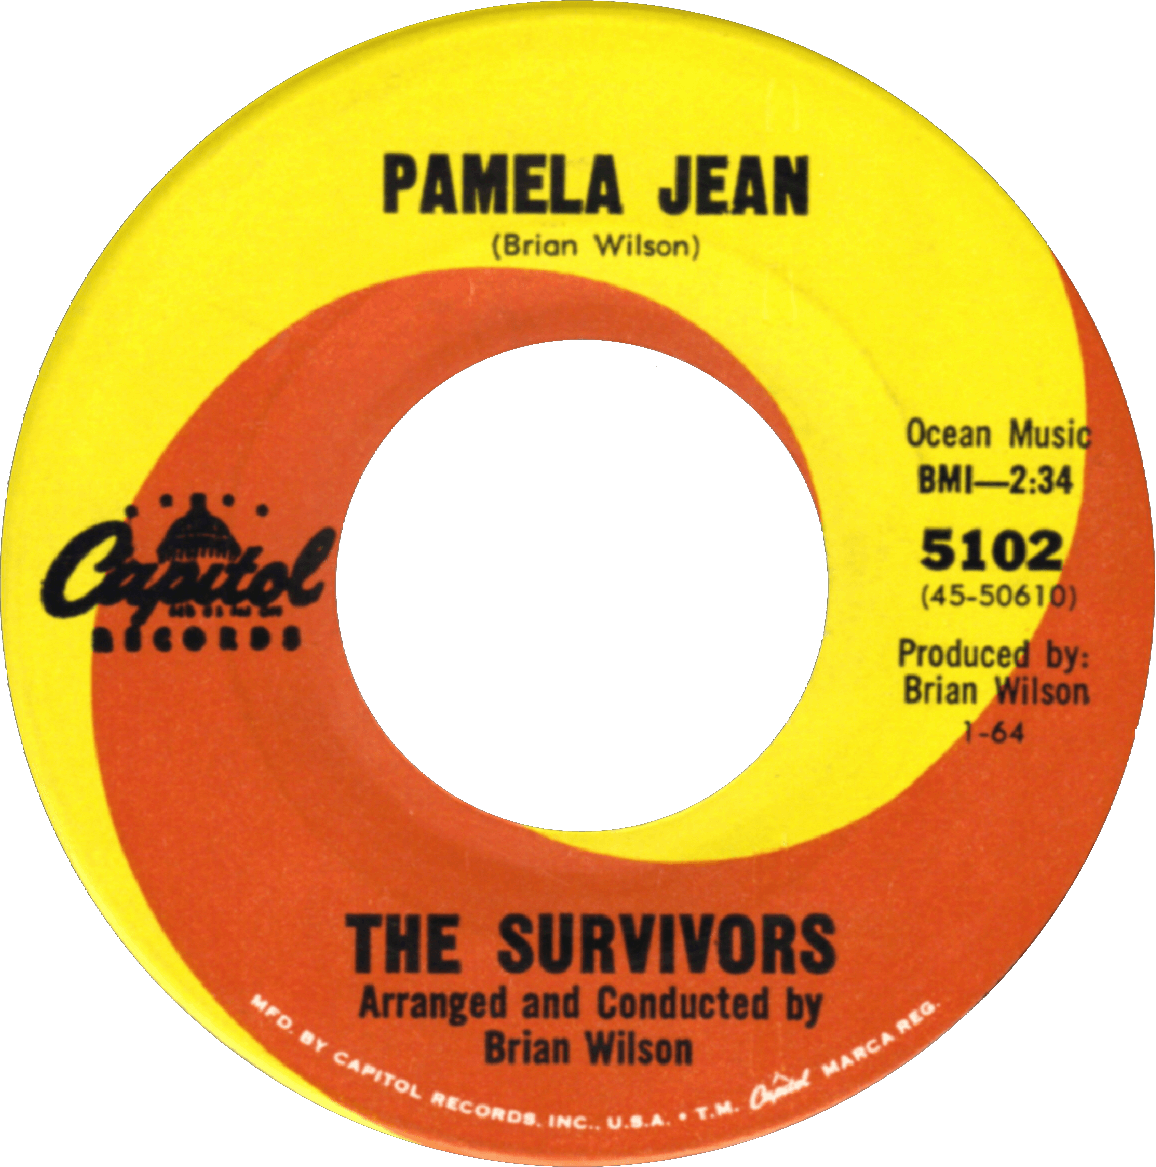 PAMELA JEAN
(Brian Wilson)
Ocean Music
BMI—2:34
5102
(45-50610)
Produced by:
Brian Wilson
1-64
Capitol
RECORDS
THE SURVIVORS
Arranged and Conducted by
Brian Wilson
MFD. BY CAPITOL RECORDS, INC., U.S.A. • T.M. Capitol MARCA REG.